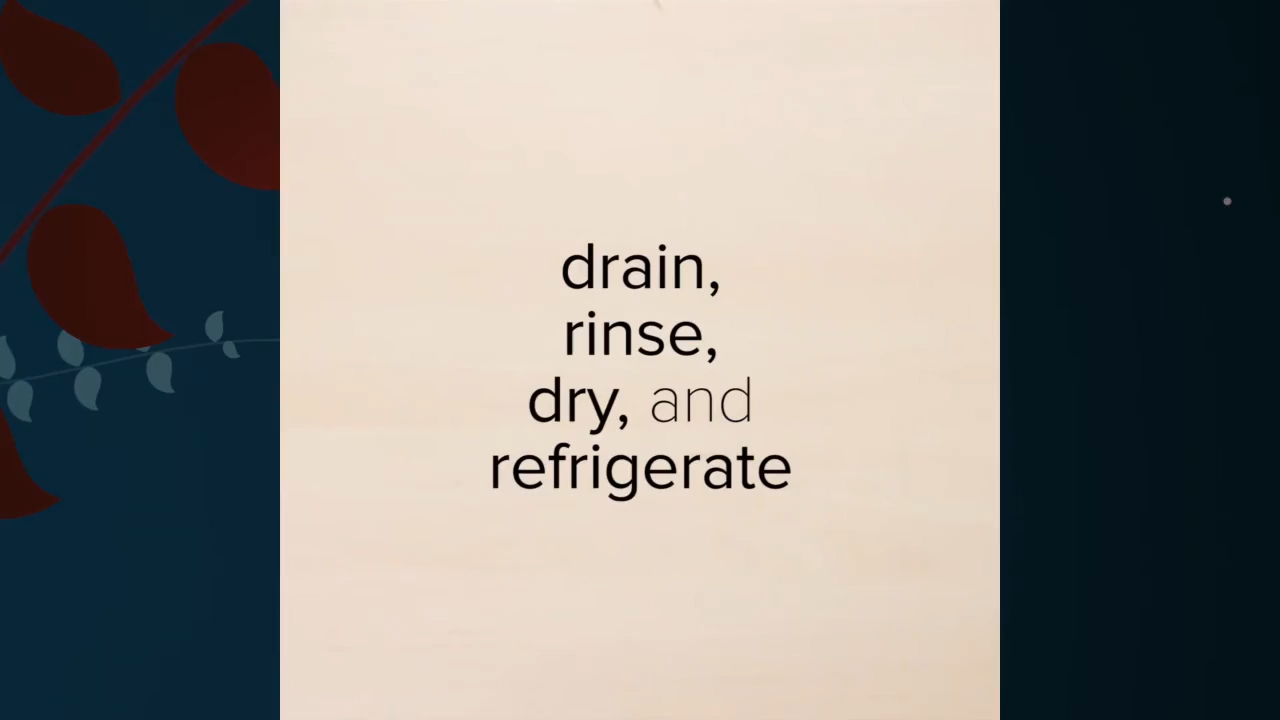 drain,
rinse,
dry, and
refrigerate